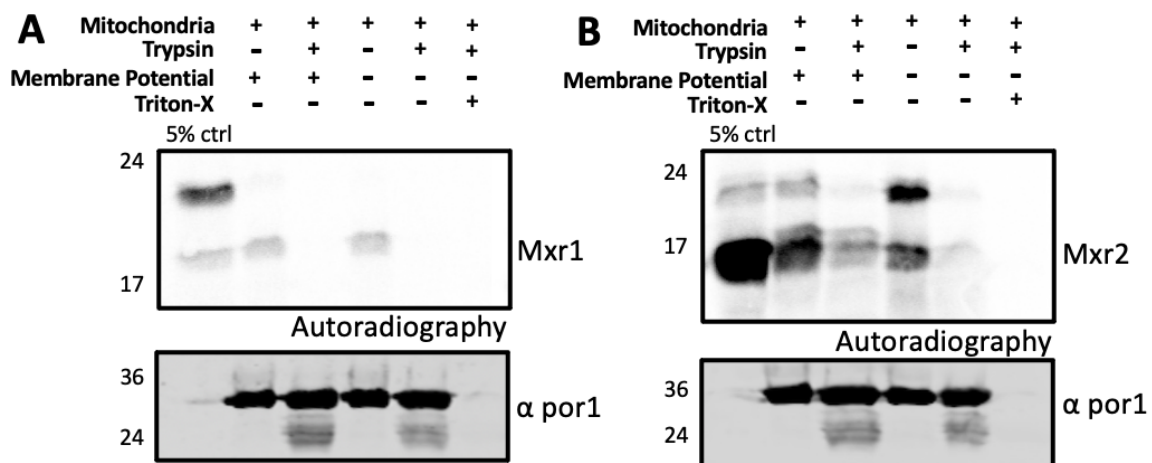 A
Mitochondria + + + + +
Trypsin - + - + +
Membrane Potential + + - - -
Triton-X - - - - +
5% ctrl
24
17
Mxr1
Autoradiography
36
24
α por1
B
Mitochondria + + + + +
Trypsin - + - + +
Membrane Potential + + - - -
Triton-X - - - - +
5% ctrl
24
17
Mxr2
Autoradiography
36
24
α por1